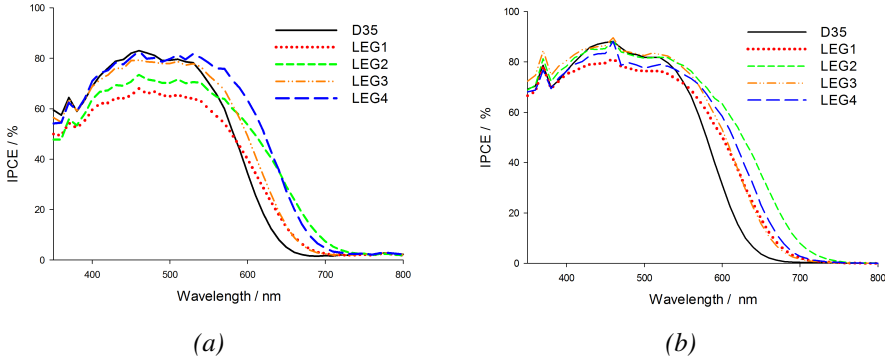 100
80
60
40
20
0
IPCE / %
400
500
600
700
800
Wavelength / nm
D35
LEG1
LEG2
LEG3
LEG4
(a)
100
80
60
40
20
0
IPCE / %
400
500
600
700
800
Wavelength / nm
D35
LEG1
LEG2
LEG3
LEG4
(b)